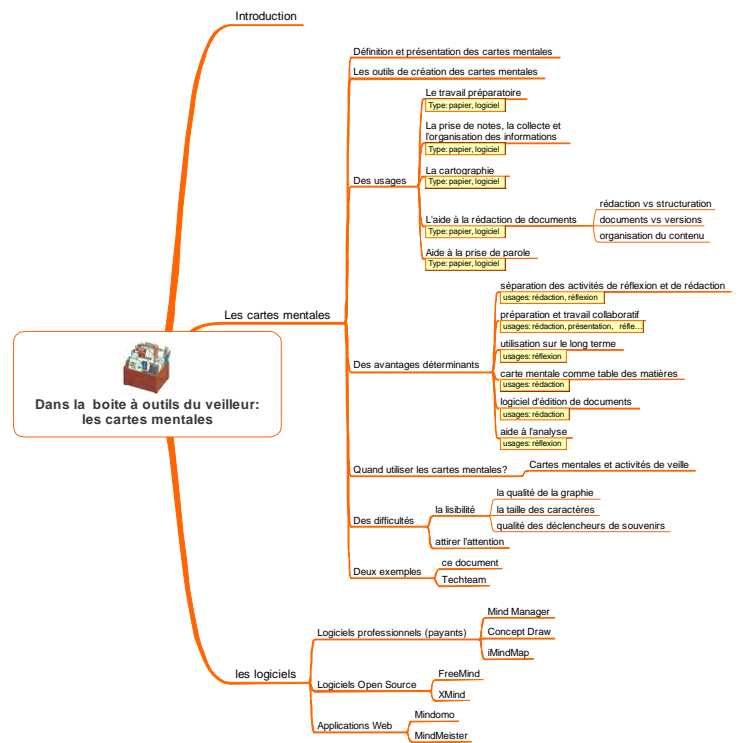 Introduction
Dans la boite à outils du veilleur:
les cartes mentales
Les cartes mentales
Définition et présentation des cartes mentales
Les outils de création des cartes mentales
Des usages
Le travail préparatoire
Type: papier, logiciel
La prise de notes, la collecte et
l'organisation des informations
Type: papier, logiciel
La cartographie
Type: papier, logiciel
L'aide à la rédaction de documents
Type: papier, logiciel
rédaction vs structuration
documents vs versions
organisation du contenu
Aide à la prise de parole
Type: papier, logiciel
Des avantages déterminants
séparation des activités de réflexion et de rédaction
usages: rédaction, réflexion
préparation et travail collaboratif
usages: rédaction, présentation, réfle...
utilisation sur le long terme
usages: réflexion
carte mentale comme table des matières
usages: rédaction
logiciel d'édition de documents
usages: rédaction
aide à l'analyse
usages: réflexion
Quand utiliser les cartes mentales?
Cartes mentales et activités de veille
Des difficultés
la lisibilité
la qualité de la graphie
la taille des caractères
qualité des déclencheurs de souvenirs
attirer l'attention
Deux exemples
ce document
Techteam
les logiciels
Logiciels professionnels (payants)
Mind Manager
Concept Draw
iMindMap
Logiciels Open Source
FreeMind
XMind
Applications Web
Mindomo
MindMeister